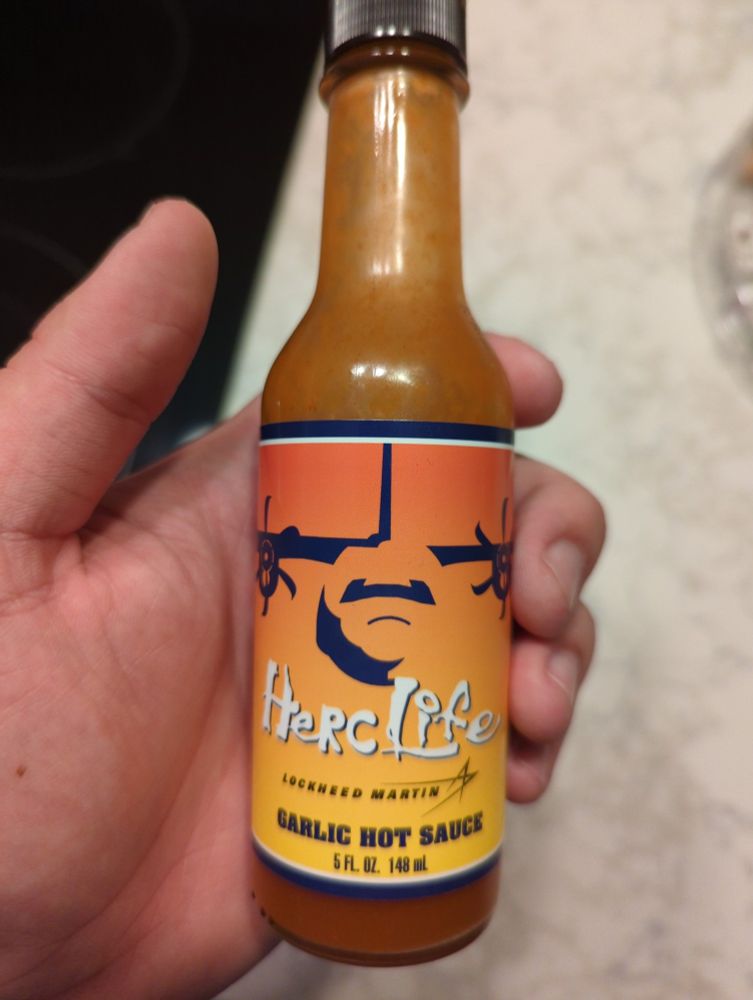 HercLife
LOCKHEED MARTIN
GARLIC HOT SAUCE
5 FL. OZ. 148 mL